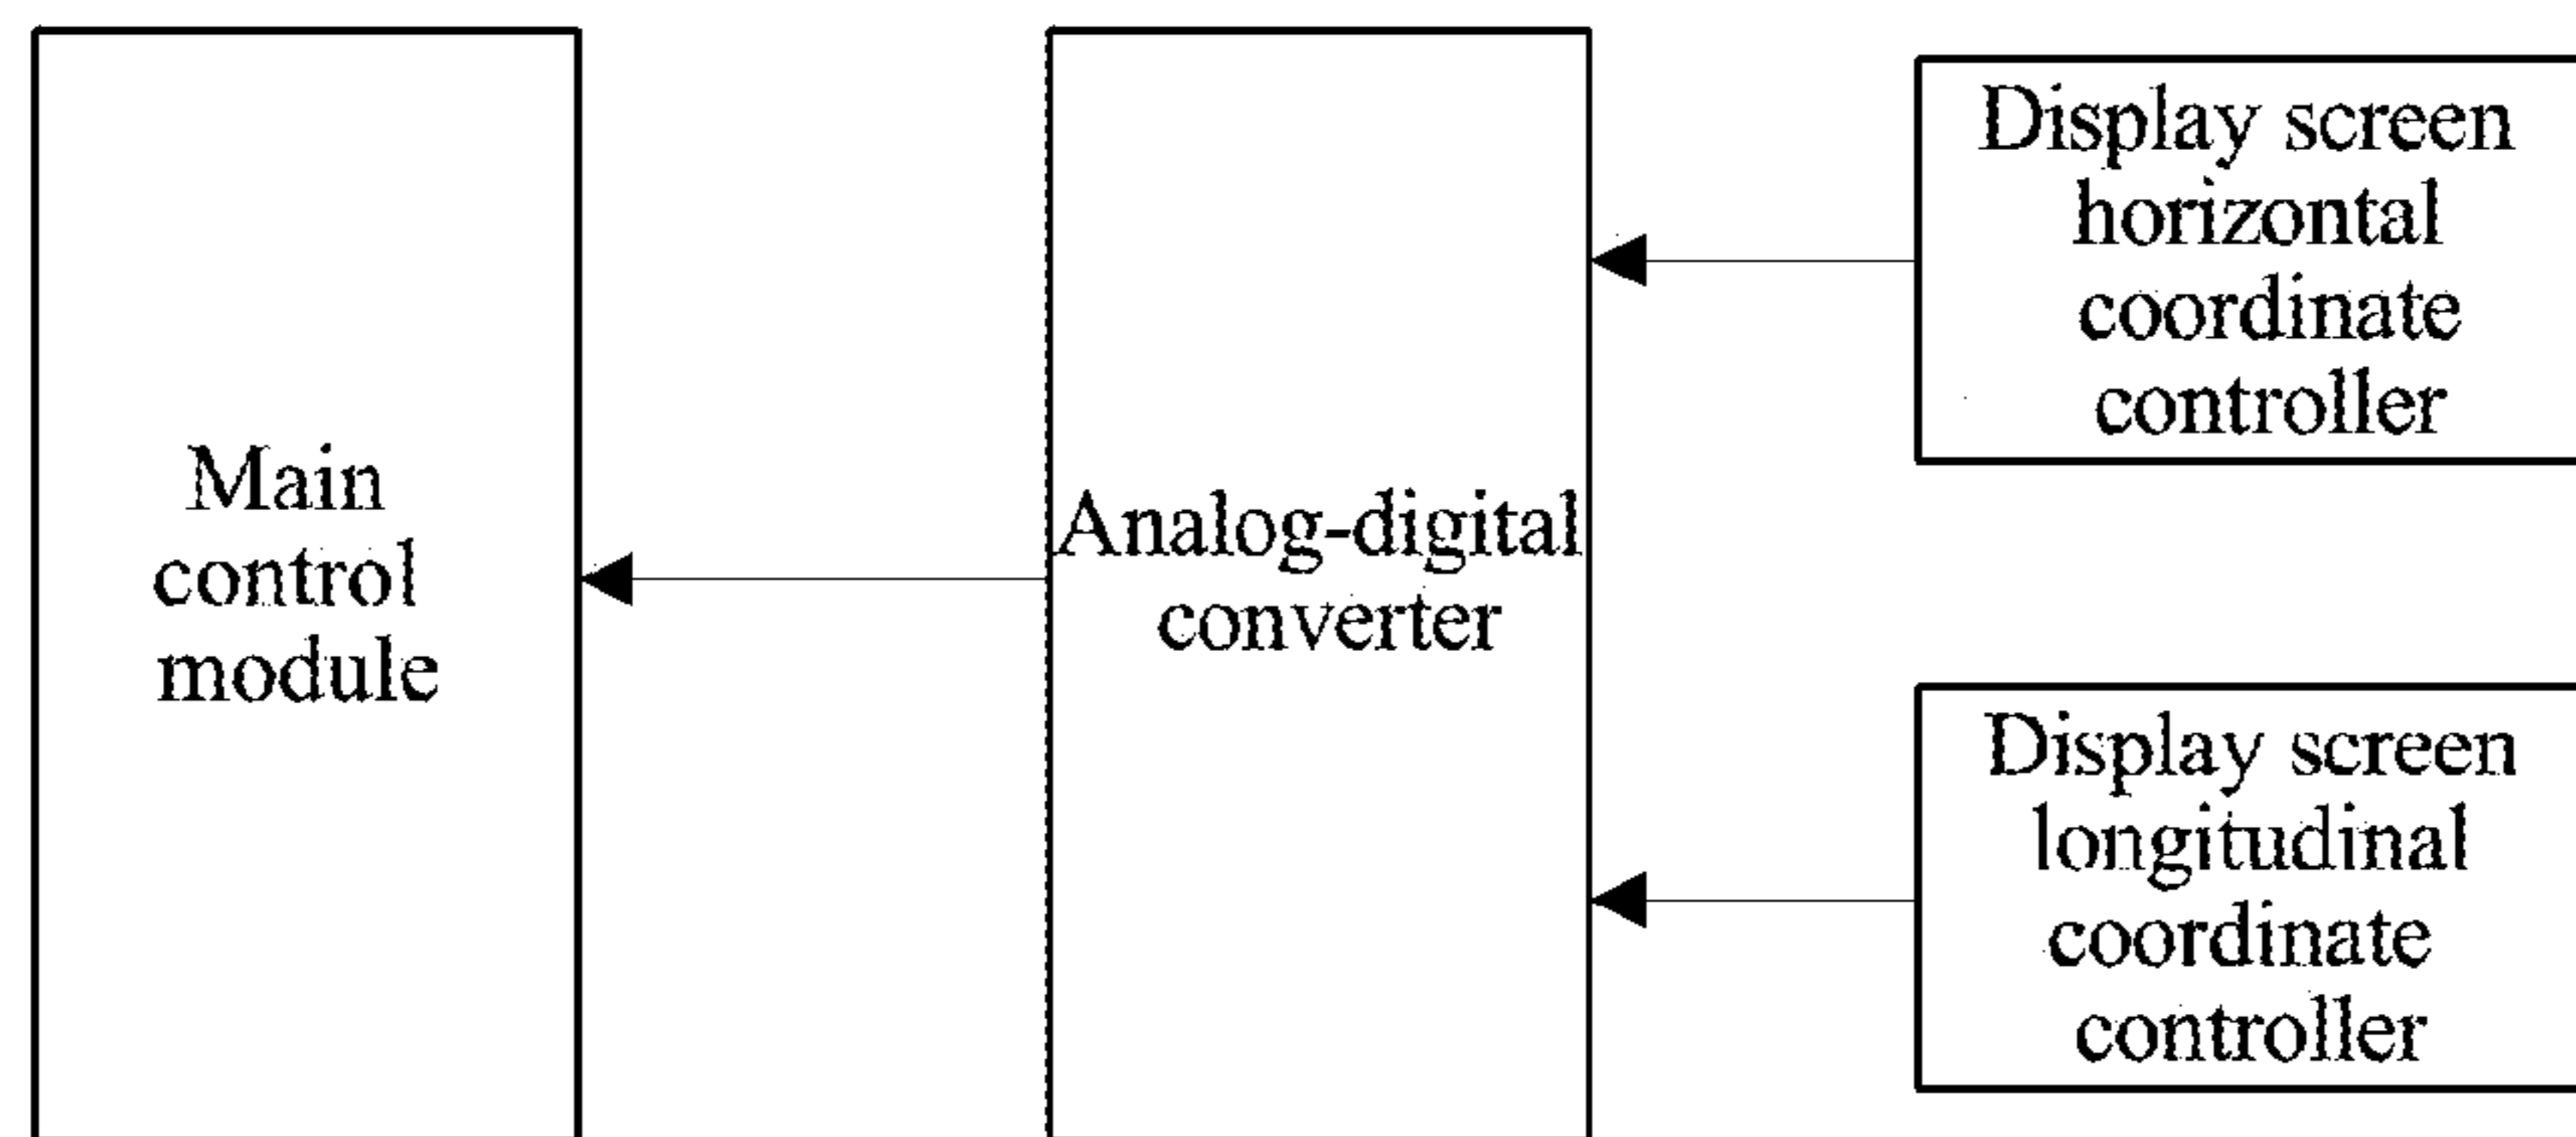 Main
control
module
Analog-digital
converter
Display screen
horizontal
coordinate
controller
Display screen
longitudinal
coordinate
controller